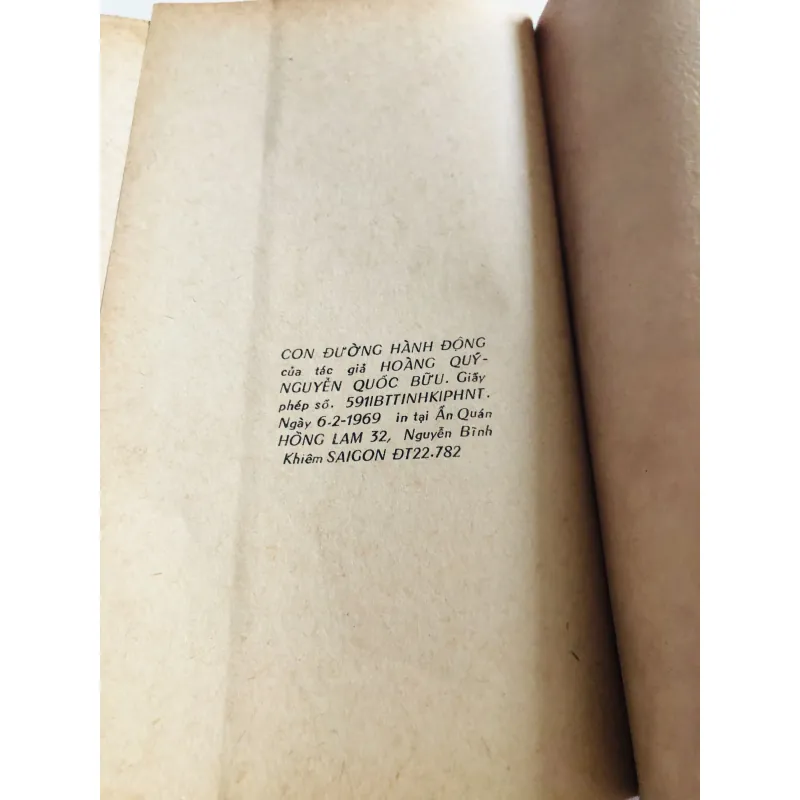 CON ĐƯỜNG HÀNH ĐỘNG
của tác giả HOÀNG QUÝ-
NGUYỄN QUỐC BỬU. Giấy
phép số. 591IBTTINHKIPHNT.
Ngày 6-2-1969 in tại Ấn Quán
HỒNG LAM 32, Nguyễn Bình
Khiêm SAIGON ĐT22.782